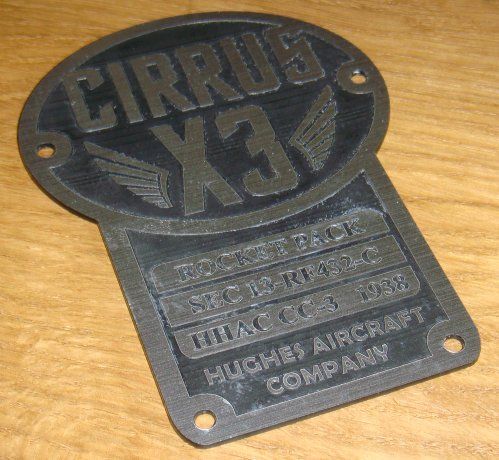 CIRRUS
X3
ROCKET PACK
SEC 13-RF432-C
HHAC CC-3 1938
HUGHES AIRCRAFT
COMPANY